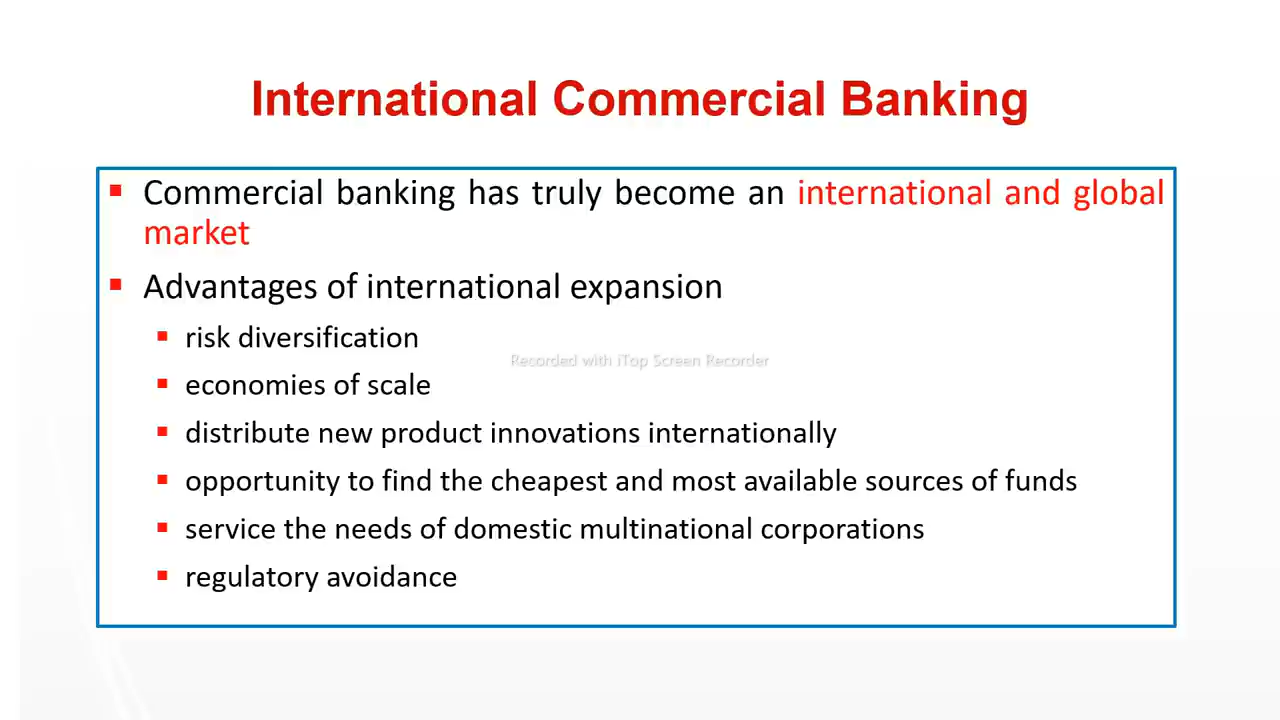 International Commercial Banking
Commercial banking has truly become an international and global
market
Advantages of international expansion
risk diversification
Recorded with iTop Screen Recorder
economies of scale
distribute new product innovations internationally
opportunity to find the cheapest and most available sources of funds
service the needs of domestic multinational corporations
regulatory avoidance